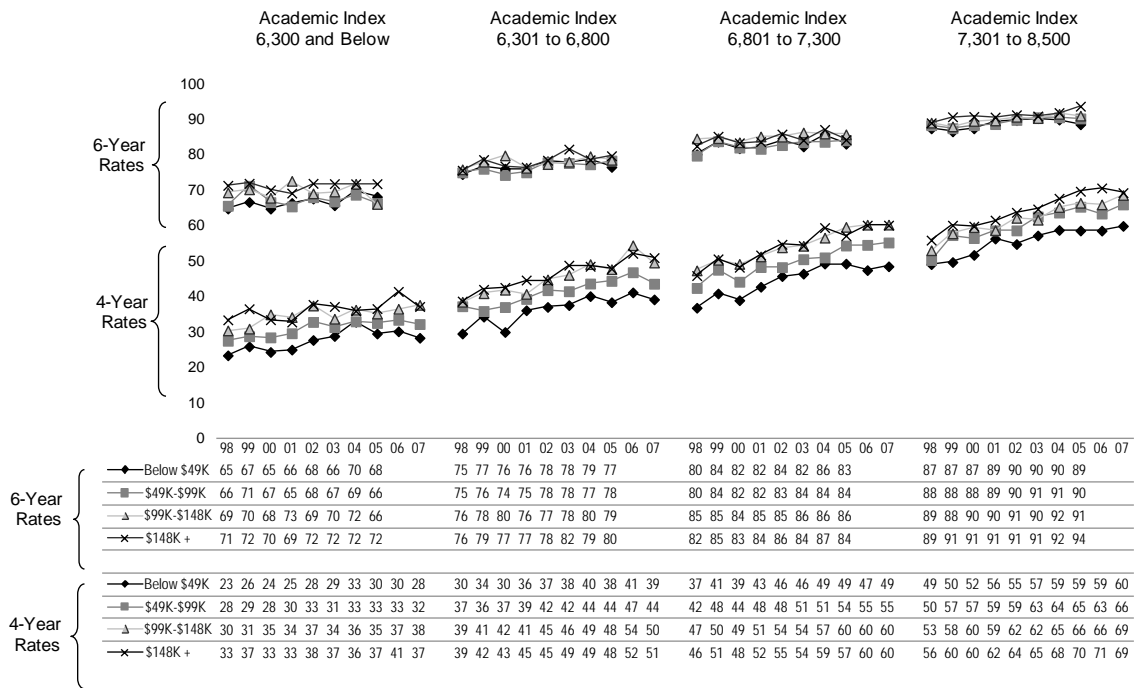 Academic Index Academic Index Academic Index Academic Index
6,300 and Below 6,301 to 6,800 6,801 to 7,300 7,301 to 8,500
100
90
80
70
60
50
40
30
20
10
0
6-Year
Rates
4-Year
Rates
98 99 00 01 02 03 04 05 06 07 98 99 00 01 02 03 04 05 06 07 98 99 00 01 02 03 04 05 06 07 98 99 00 01 02 03 04 05 06 07
6-Year
Rates
Below $49K 65 67 65 66 68 66 70 68 75 77 76 76 78 78 79 77 80 84 82 82 84 82 86 83 87 87 87 89 90 90 90 89
$49K-$99K 66 71 67 65 68 67 69 66 75 76 74 75 78 78 77 78 80 84 82 82 83 84 84 84 88 88 88 89 90 91 91 90
$99K-$148K 69 70 68 73 69 70 72 66 76 78 80 76 77 78 80 79 85 85 84 85 85 86 86 86 89 88 90 90 91 90 92 91
$148K + 71 72 70 69 72 72 72 72 76 79 77 77 78 82 79 80 82 85 83 84 86 84 87 84 89 91 91 91 91 91 92 94
4-Year
Rates
Below $49K 23 26 24 25 28 29 33 30 30 28 30 34 30 36 37 38 40 38 41 39 37 41 39 43 46 46 49 49 47 49 49 50 52 56 55 57 59 59 59 60
$49K-$99K 28 29 28 30 33 31 33 33 33 32 37 36 37 39 42 42 44 44 47 44 42 48 44 48 48 51 51 54 55 55 50 57 57 59 59 63 64 65 63 66
$99K-$148K 30 31 35 34 37 34 36 35 37 38 39 41 42 41 45 46 49 48 54 50 47 50 49 51 54 54 57 60 60 60 53 58 60 59 62 62 65 66 66 69
$148K + 33 37 33 33 38 37 36 37 41 37 39 42 43 45 45 49 49 48 52 51 46 51 48 52 55 54 59 57 60 60 56 60 60 62 64 65 68 70 71 69